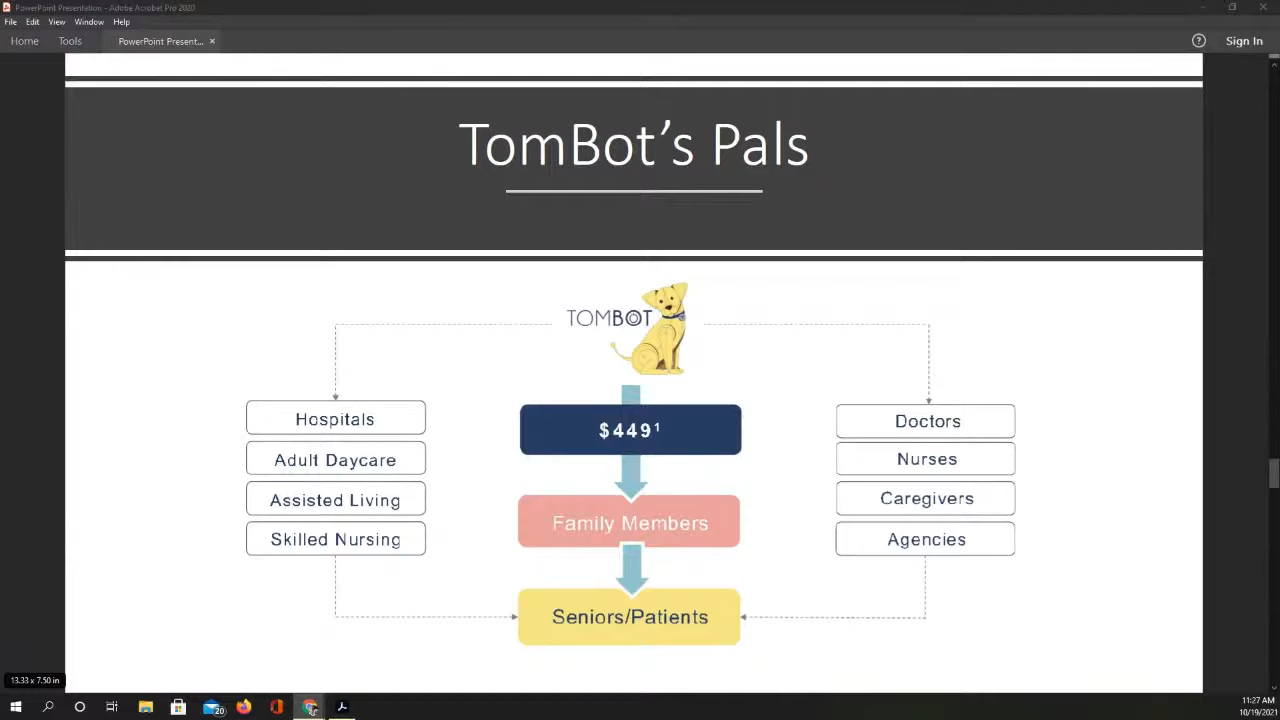 PowerPoint Presentation - Adobe Acrobat Pro 2020
File Edit View Window Help
Home Tools PowerPoint Present... × ? Sign In
TomBot’s Pals
TOMBOT
Hospitals
Adult Daycare
Assisted Living
Skilled Nursing
$449¹
Family Members
Seniors/Patients
Doctors
Nurses
Caregivers
Agencies
13.33 x 7.50 in
20
11:27 AM
10/19/2021